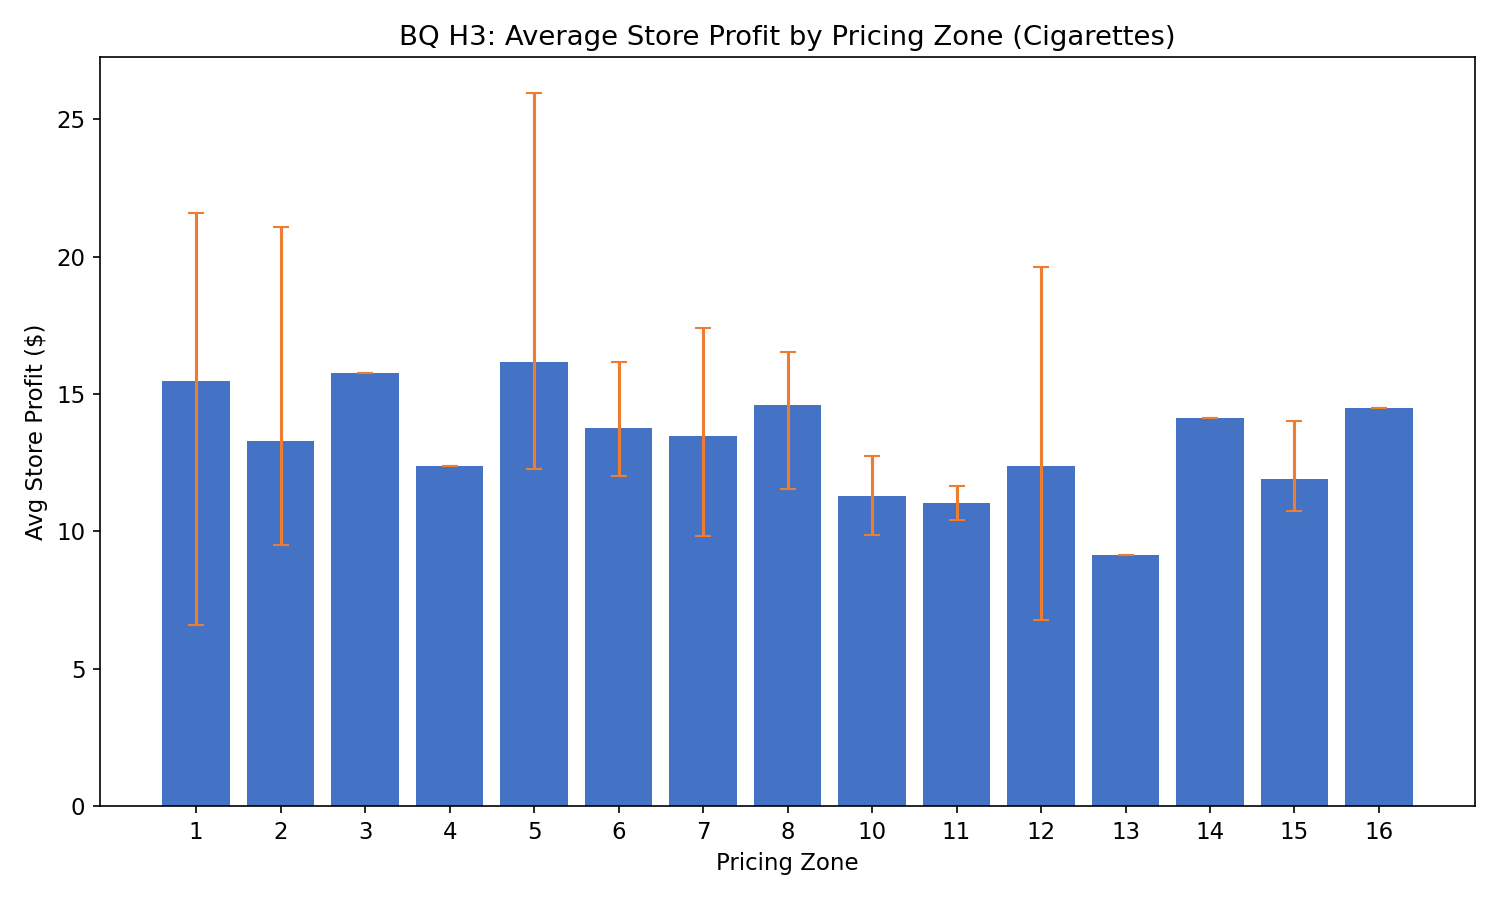 BQ H3: Average Store Profit by Pricing Zone (Cigarettes)
Avg Store Profit ($)
25
20
15
10
5
0
1 2 3 4 5 6 7 8 10 11 12 13 14 15 16
Pricing Zone